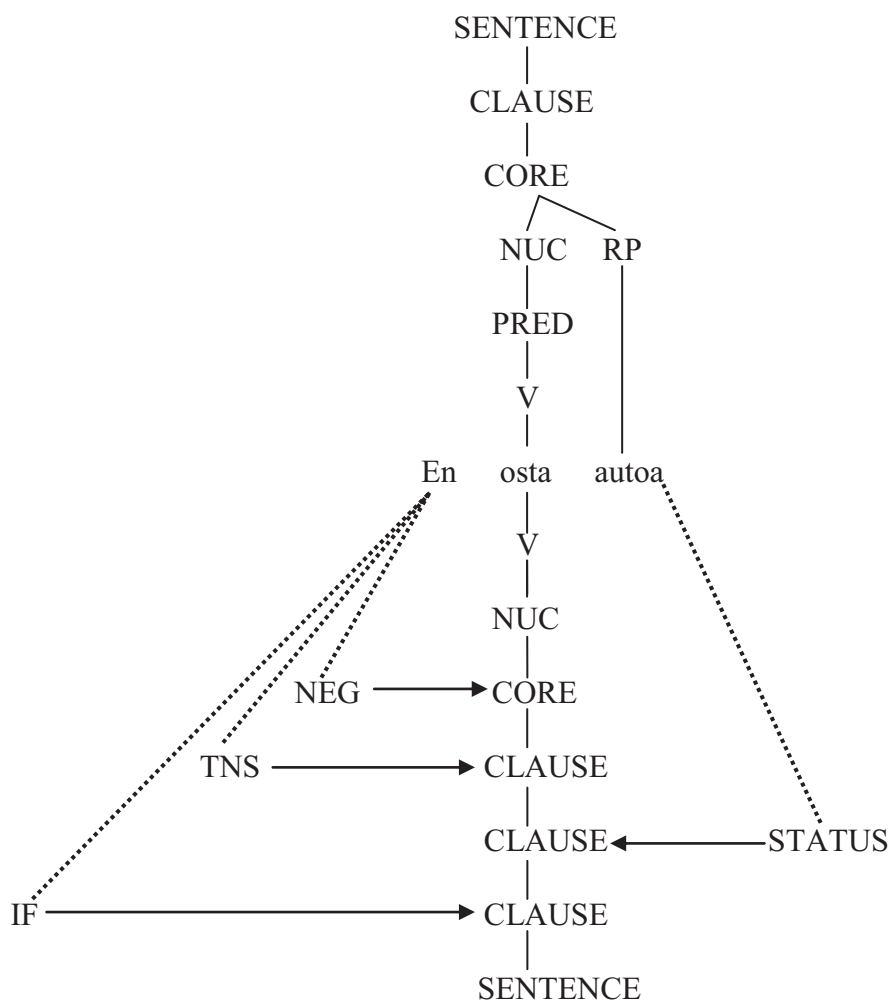 SENTENCE
CLAUSE
CORE
NUC RP
PRED
V
En osta autoa
V
NUC
NEG CORE
TNS CLAUSE
CLAUSE STATUS
IF CLAUSE
SENTENCE